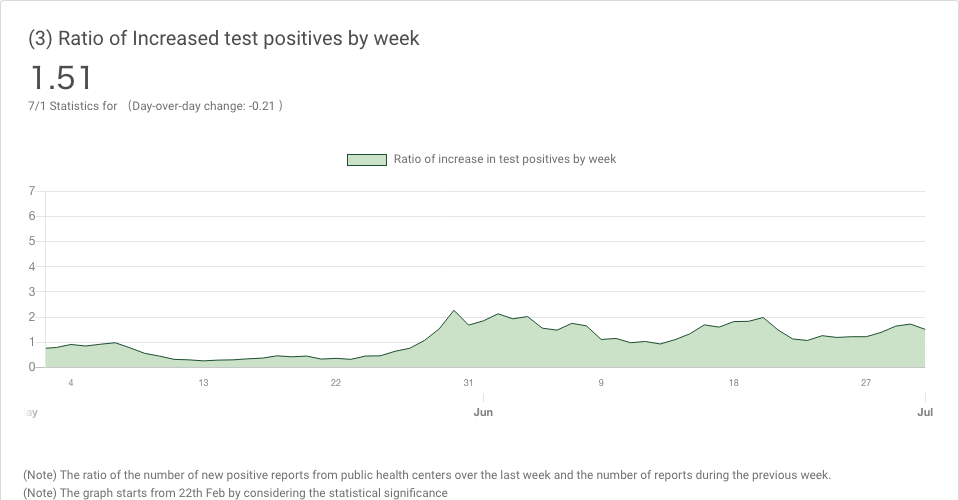 (3) Ratio of Increased test positives by week
1.51
7/1 Statistics for （Day-over-day change: -0.21 ）
Ratio of increase in test positives by week
7
6
5
4
3
2
1
0
4 13 22 31 9 18 27
ay Jun Jul
(Note) The ratio of the number of new positive reports from public health centers over the last week and the number of reports during the previous week.
(Note) The graph starts from 22th Feb by considering the statistical significance